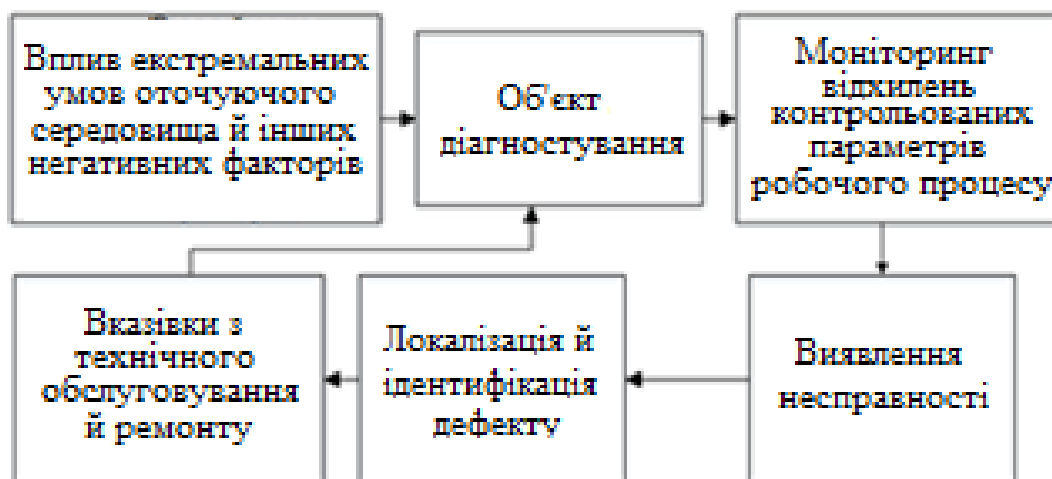 Вплив екстремальних
умов оточуючого
середовища й інших
негативних факторів
Об'єкт
діагностування
Моніторинг
відхилень
контрольованих
параметрів
робочого процесу
Вказівки з
технічного
обслуговування
й ремонту
Локалізація й
ідентифікація
дефекту
Виявлення
несправності